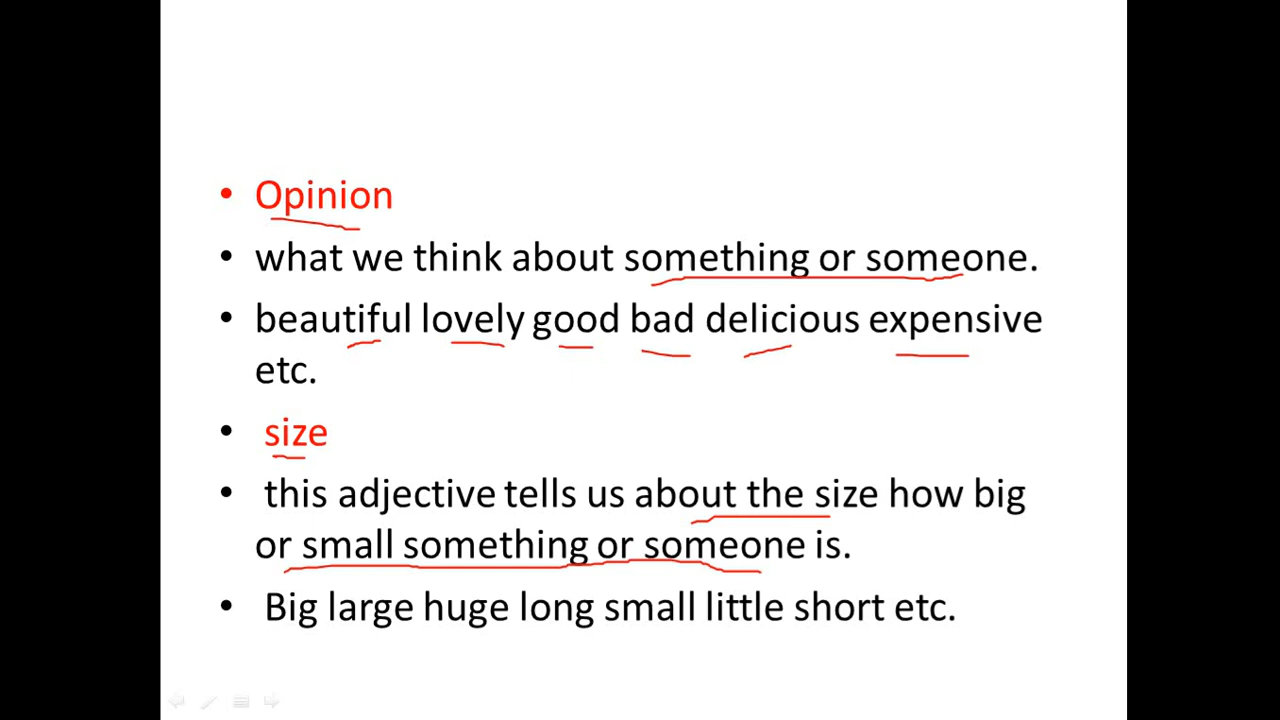 • Opinion
• what we think about something or someone.
• beautiful lovely good bad delicious expensive
etc.
• size
• this adjective tells us about the size how big
or small something or someone is.
• Big large huge long small little short etc.